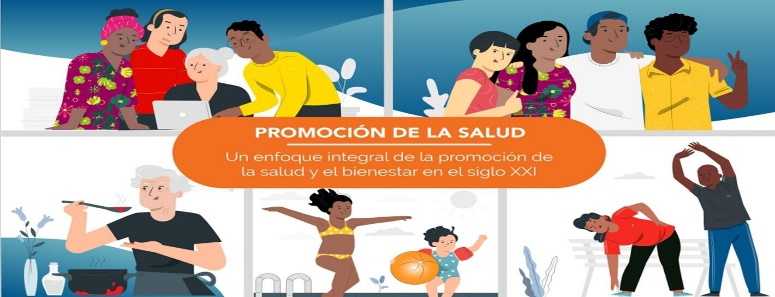 PROMOCIÓN DE LA SALUD
Un enfoque integral de la promoción de
la salud y el bienestar en el siglo XXI